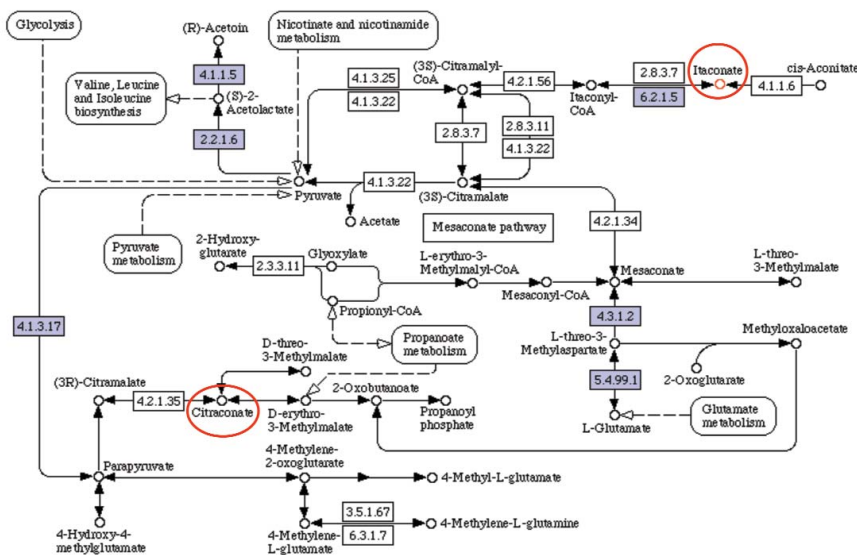 Glycolysis
(R)-Acetoin
Nicotinate and nicotinamide
metabolism
4.1.1.5
Valine, Leucine
and Isoleucine
biosynthesis
(S)-2-
Acetolactate
2.2.1.6
4.1.3.25
4.1.3.22
(3S)-Citramalyl-
CoA
4.2.1.56
Itaconyl-
CoA
2.8.3.7
6.2.1.5
Itaconate
cis-Aconitate
4.1.1.6
2.8.3.7
2.8.3.11
4.1.3.22
Pyruvate
4.1.3.22
(3S)-Citramalate
Acetate
Mesaconate pathway
4.2.1.34
Pyruvate
metabolism
2-Hydroxy-
glutarate
2.3.3.11
Glyoxylate
Propionyl-CoA
L-erythro-3-
Methylmalyl-CoA
Mesaconyl-CoA
Mesaconate
L-threo-
3-Methylmalate
4.1.3.17
4.3.1.2
D-threo-
3-Methylmalate
Propanoate
metabolism
L-threo-3-
Methylaspartate
Methyloxaloacetate
(3R)-Citramalate
4.2.1.35
Citraconate
D-erythro-
3-Methylmalate
2-Oxobutanoate
Propanoyl
phosphate
5.4.99.1
2-Oxoglutarate
L-Glutamate
Glutamate
metabolism
Parapyruvate
4-Methylene-
2-oxoglutarate
4-Methyl-L-glutamate
4-Hydroxy-4-
methylglutamate
4-Methylene-
L-glutamate
3.5.1.67
6.3.1.7
4-Methylene-L-glutamine